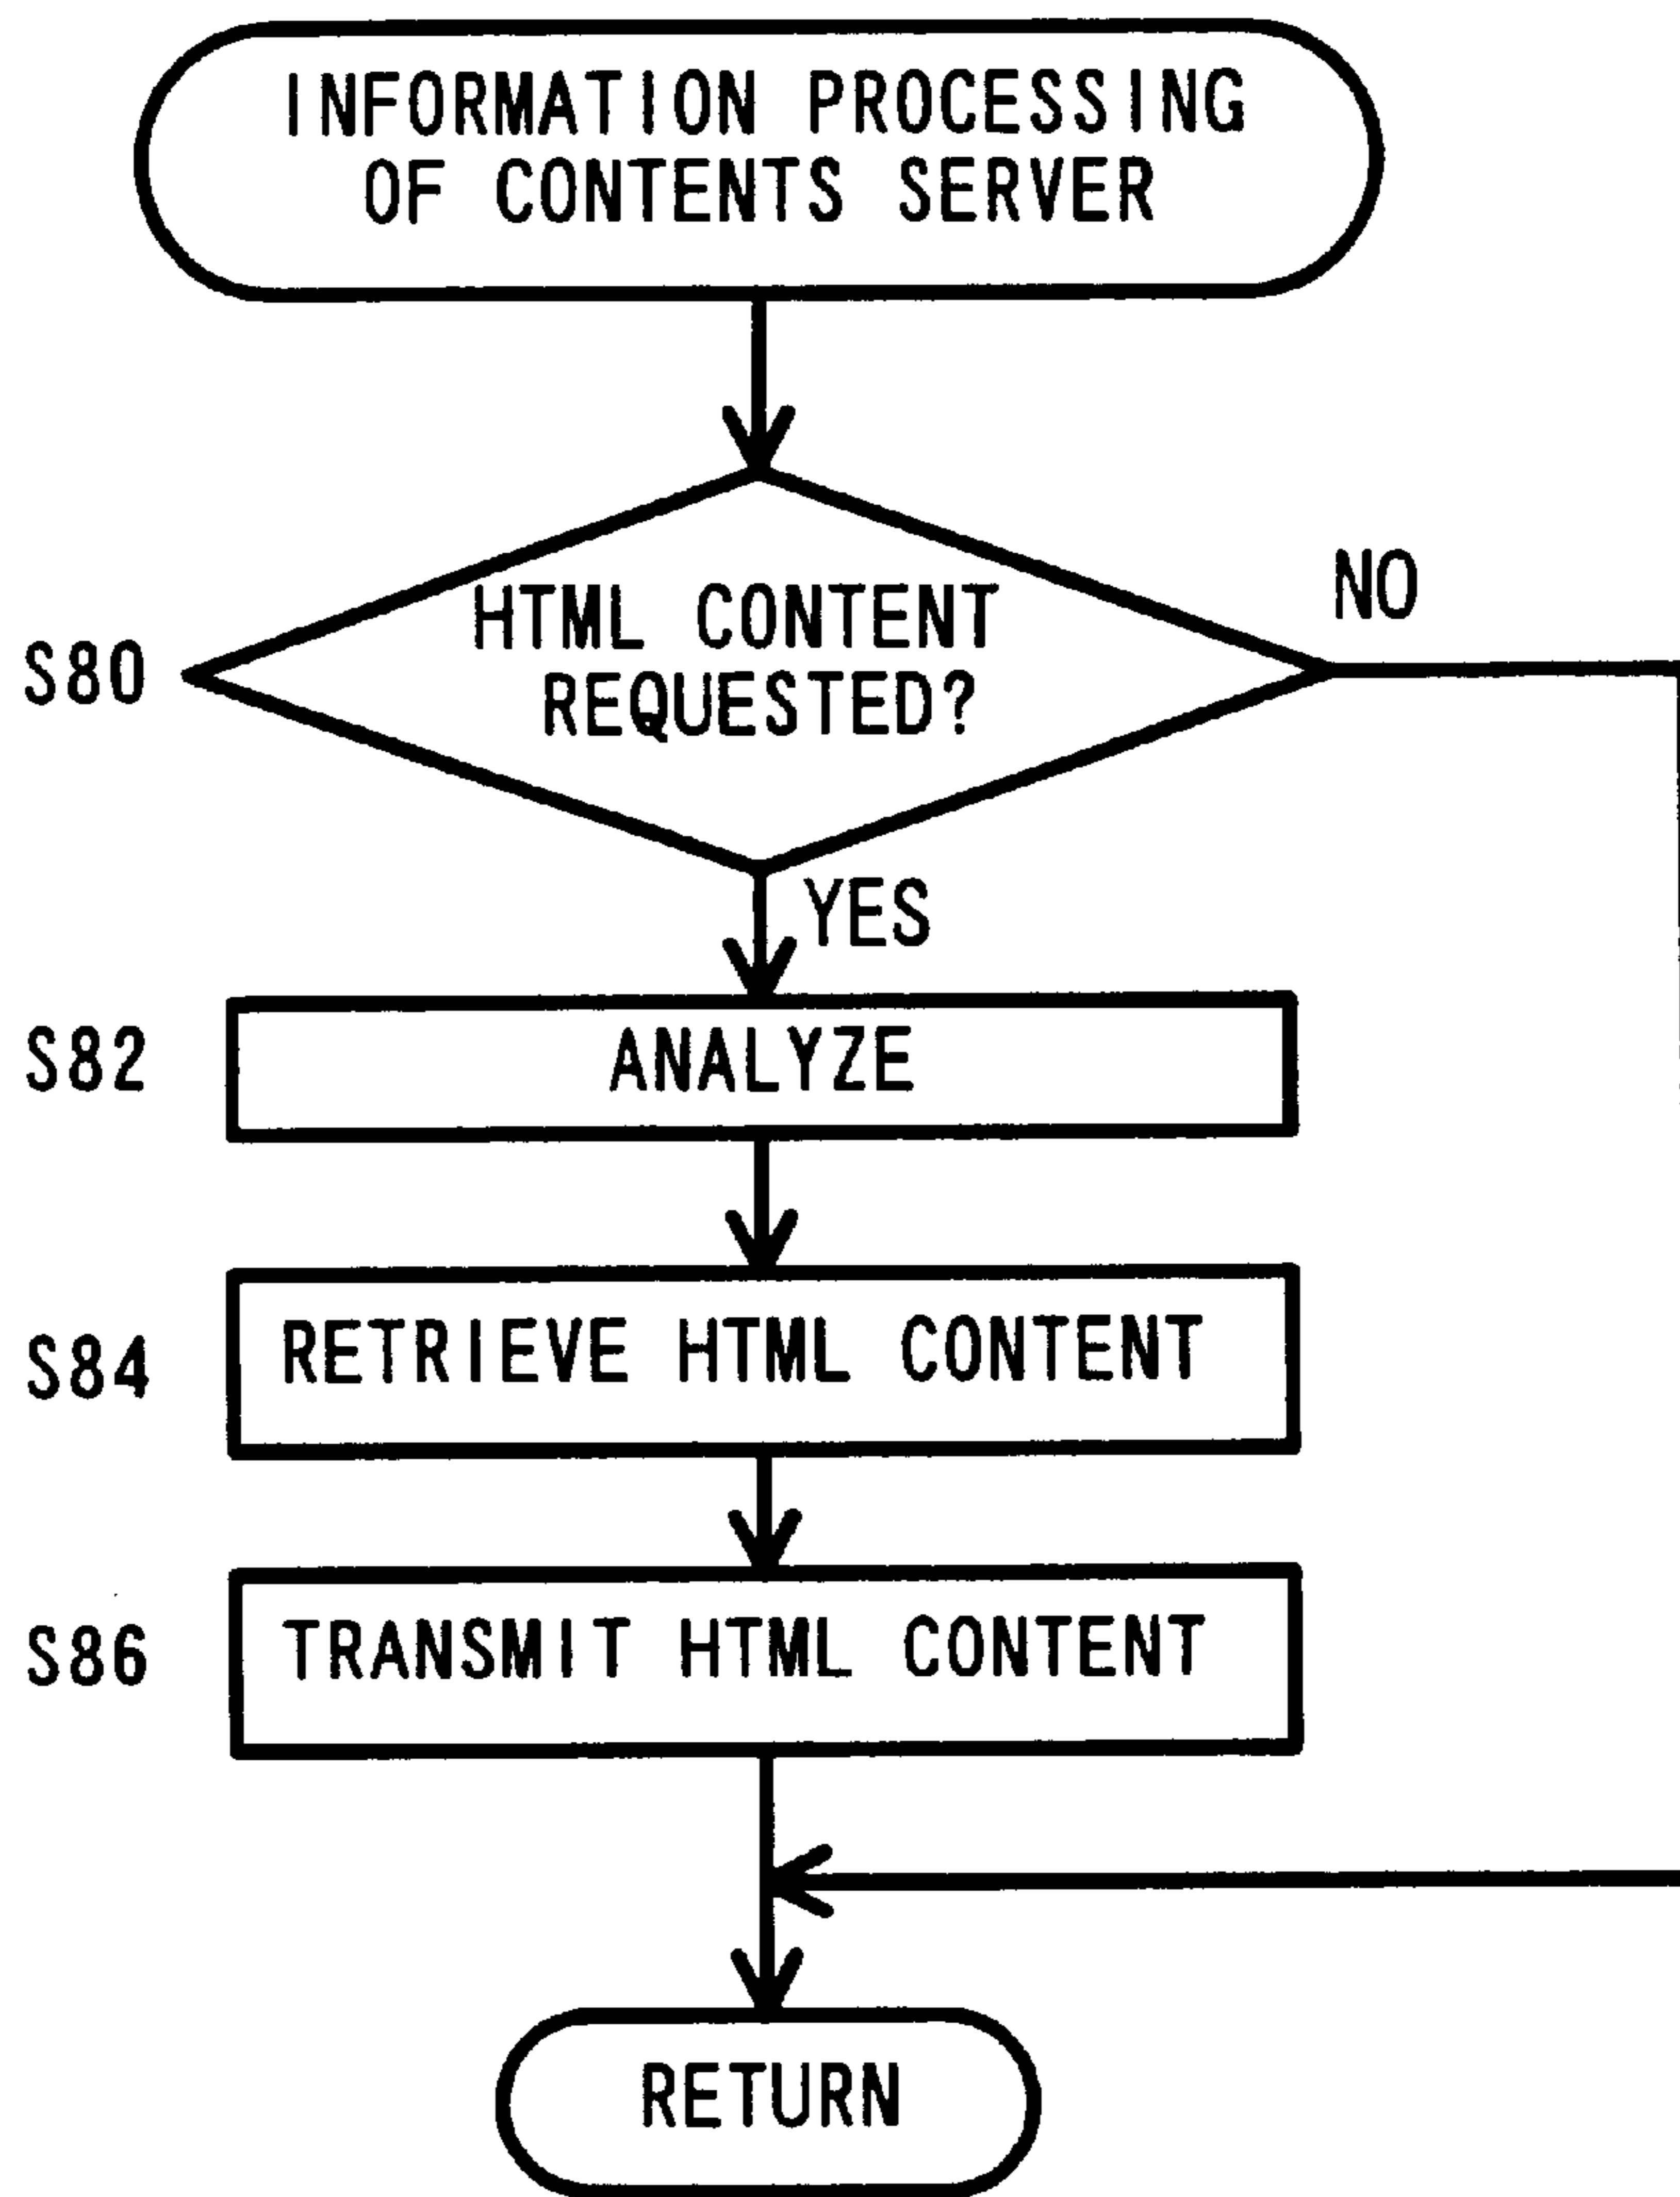 INFORMATION PROCESSING
OF CONTENTS SERVER
HTML CONTENT
REQUESTED?
NO
S80
YES
S82
ANALYZE
S84
RETRIEVE HTML CONTENT
S86
TRANSMIT HTML CONTENT
RETURN